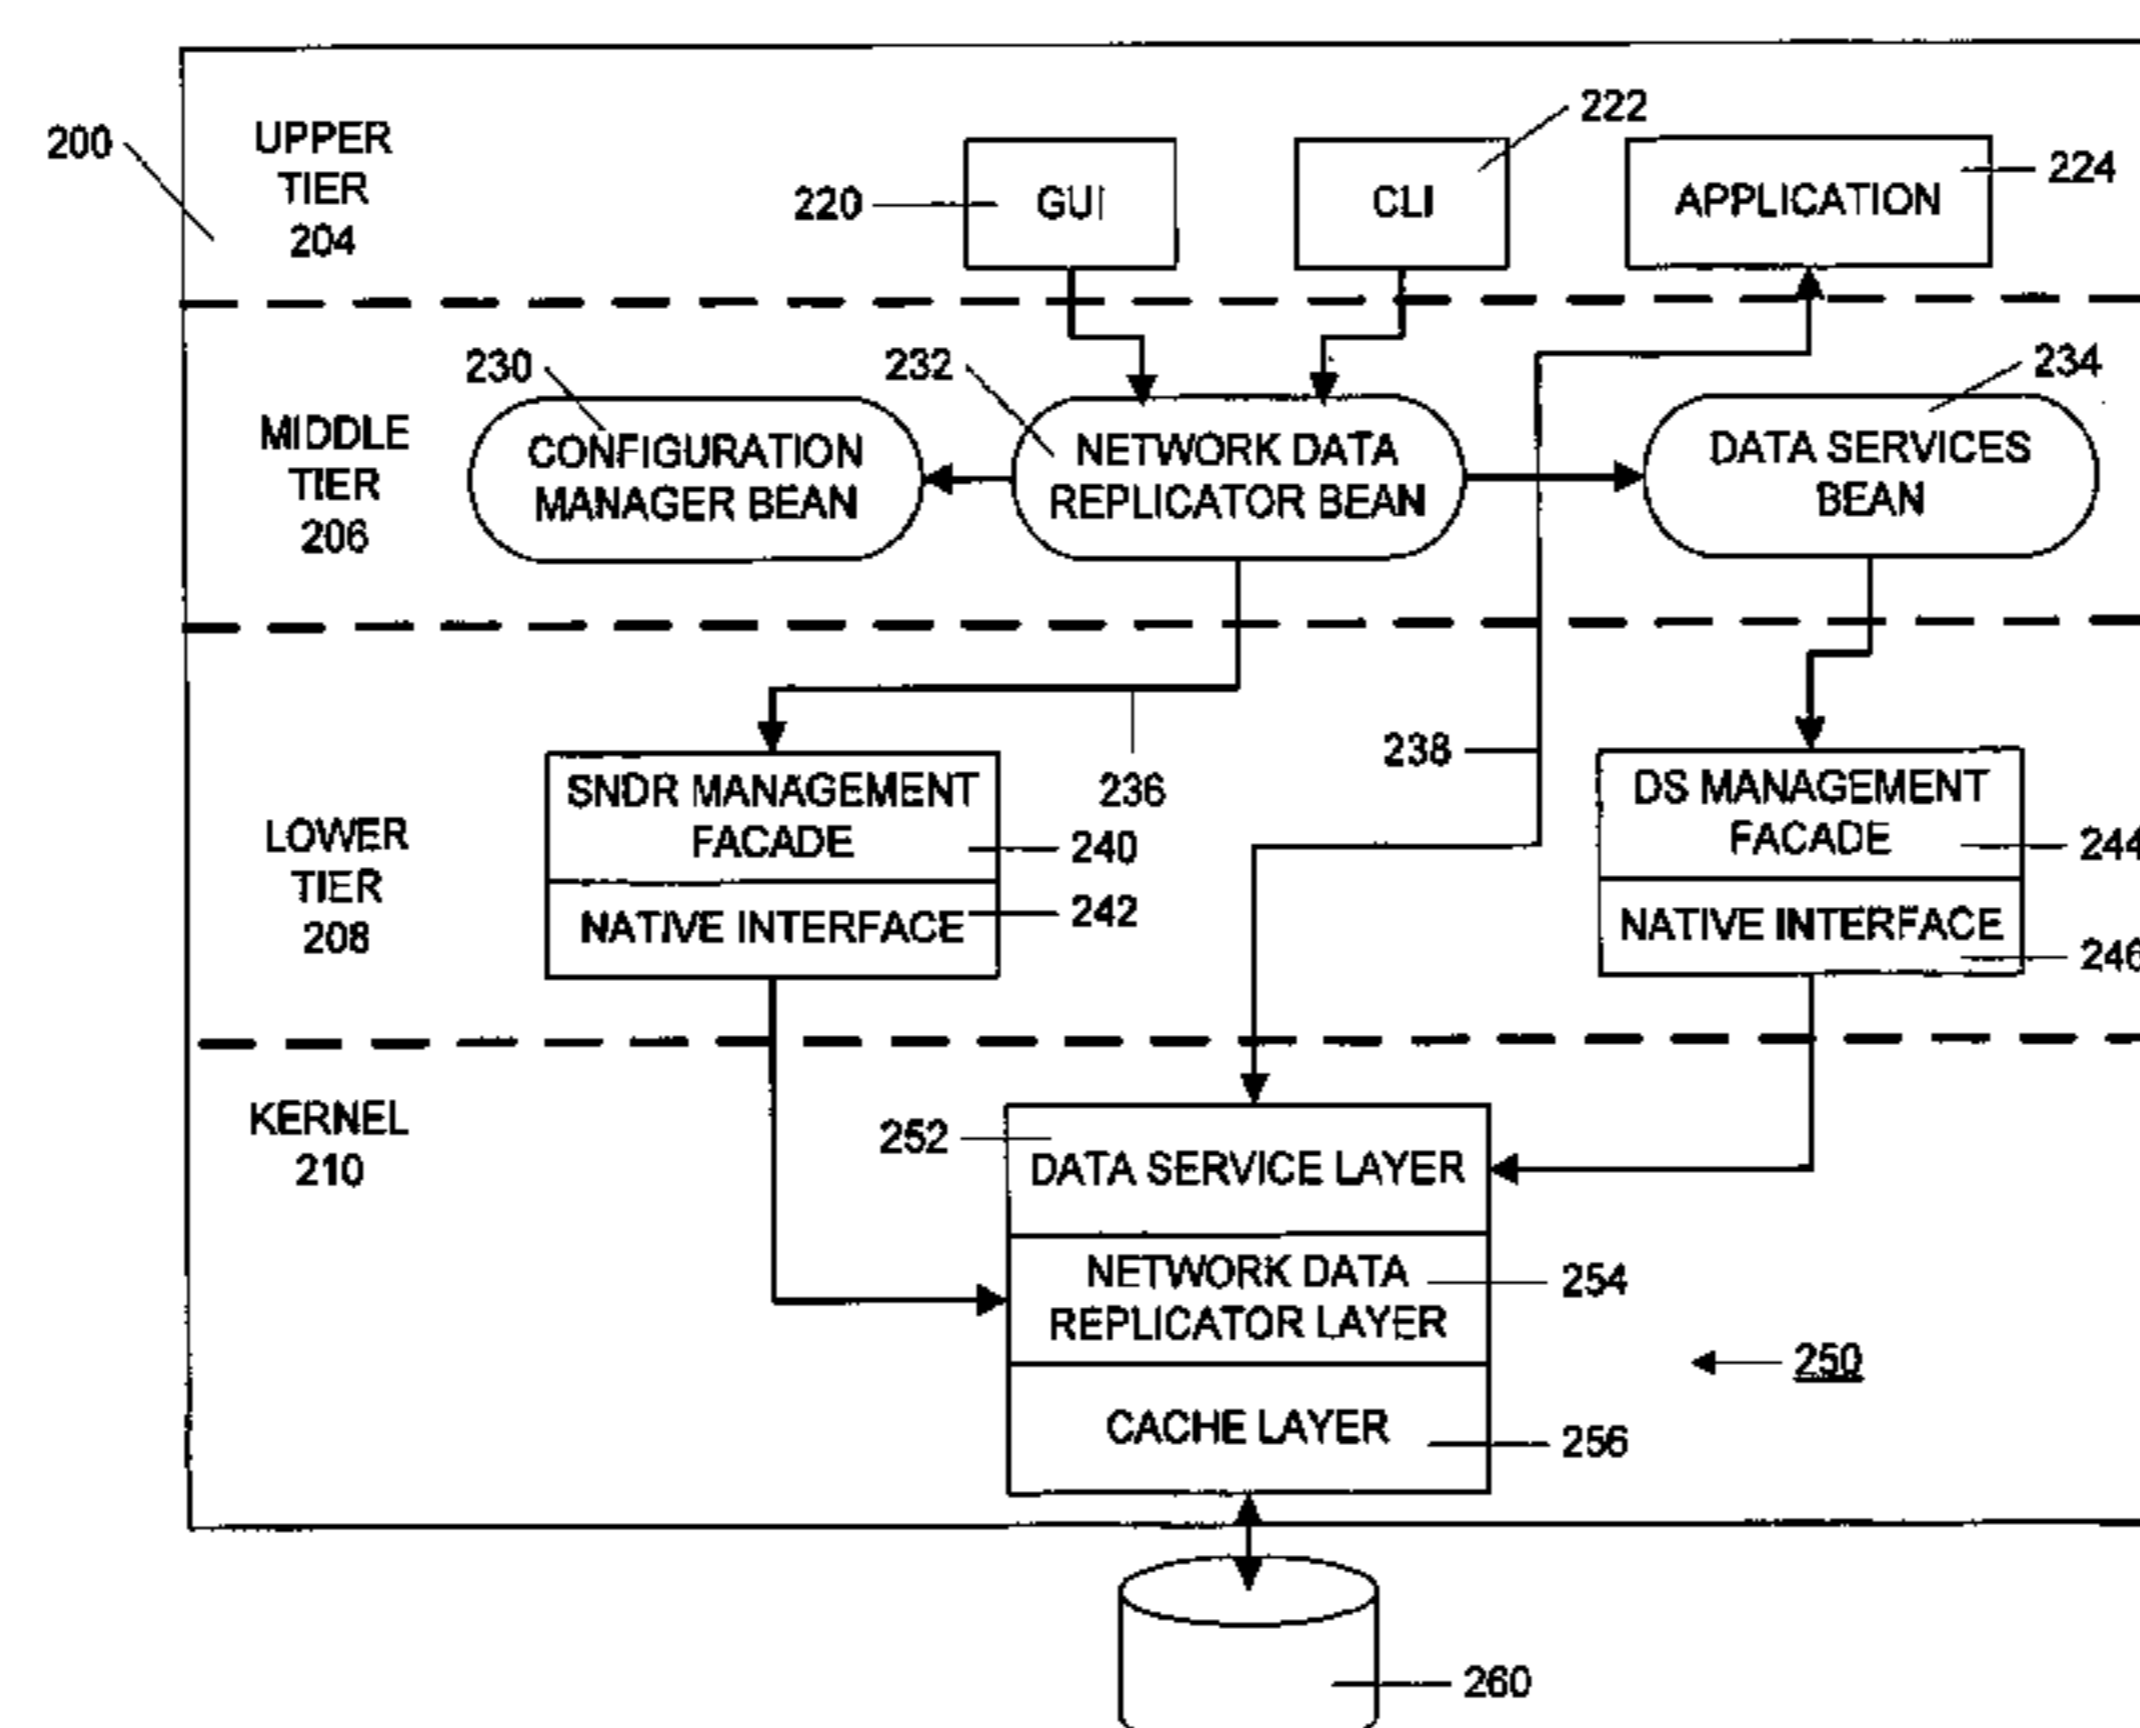 200
UPPER
TIER
204
220
GUI
CLI
222
APPLICATION
224
230
232
234
MIDDLE
TIER
206
CONFIGURATION
MANAGER BEAN
NETWORK DATA
REPLICATOR BEAN
DATA SERVICES
BEAN
236
238
LOWER
TIER
208
SNDR MANAGEMENT
FACADE
240
NATIVE INTERFACE
242
DS MANAGEMENT
FACADE
244
NATIVE INTERFACE
246
KERNEL
210
252
DATA SERVICE LAYER
NETWORK DATA
REPLICATOR LAYER
254
250
CACHE LAYER
256
260